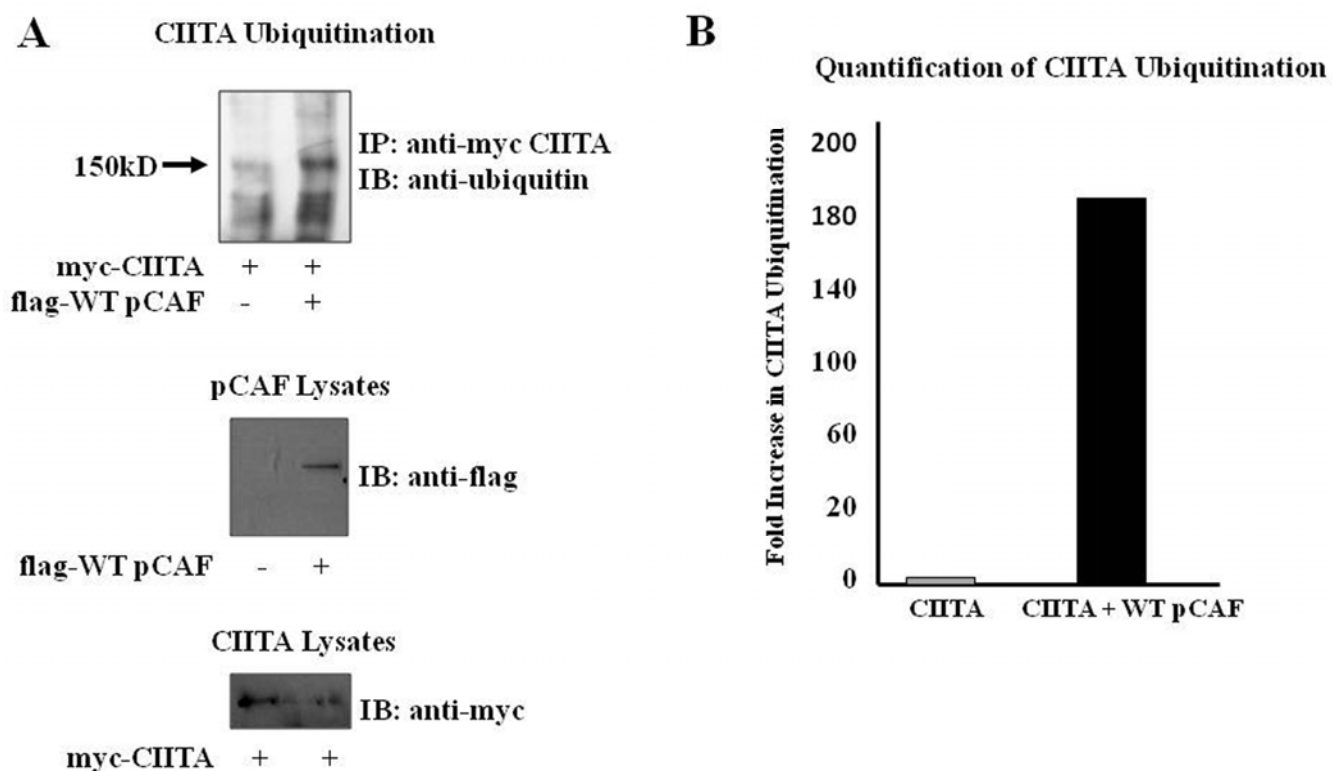 A
CIITA Ubiquitination
150kD
IP: anti-myc CIITA
IB: anti-ubiquitin
myc-CIITA + +
flag-WT pCAF - +
pCAF Lysates
IB: anti-flag
flag-WT pCAF - +
CIITA Lysates
IB: anti-myc
myc-CIITA + +
B
Quantification of CIITA Ubiquitination
Fold Increase in CIITA Ubiquitination
200
180
140
100
60
20
0
CIITA CIITA + WT pCAF